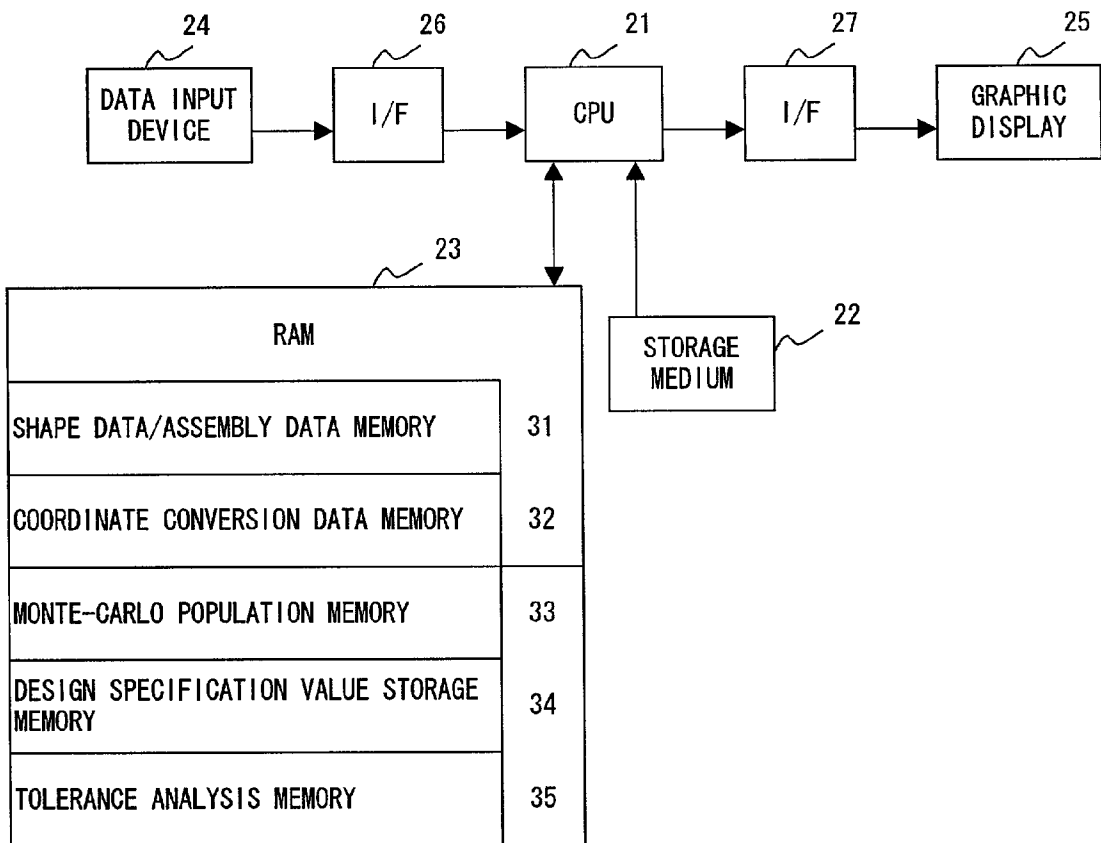 24
26
21
27
25
DATA INPUT
DEVICE
I/F
CPU
I/F
GRAPHIC
DISPLAY
23
RAM
22
STORAGE
MEDIUM
SHAPE DATA/ASSEMBLY DATA MEMORY 31
COORDINATE CONVERSION DATA MEMORY 32
MONTE-CARLO POPULATION MEMORY 33
DESIGN SPECIFICATION VALUE STORAGE
MEMORY 34
TOLERANCE ANALYSIS MEMORY 35